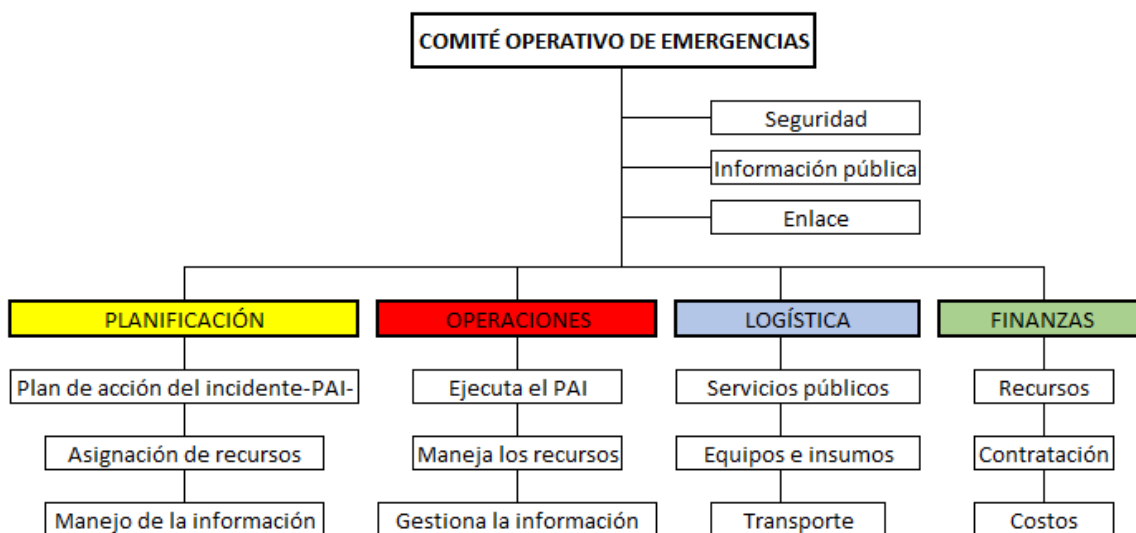 COMITÉ OPERATIVO DE EMERGENCIAS
Seguridad
Información pública
Enlace
PLANIFICACIÓN
OPERACIONES
LOGÍSTICA
FINANZAS
Plan de acción del incidente-PAI-
Ejecuta el PAI
Servicios públicos
Recursos
Asignación de recursos
Maneja los recursos
Equipos e insumos
Contratación
Manejo de la información
Gestiona la información
Transporte
Costos